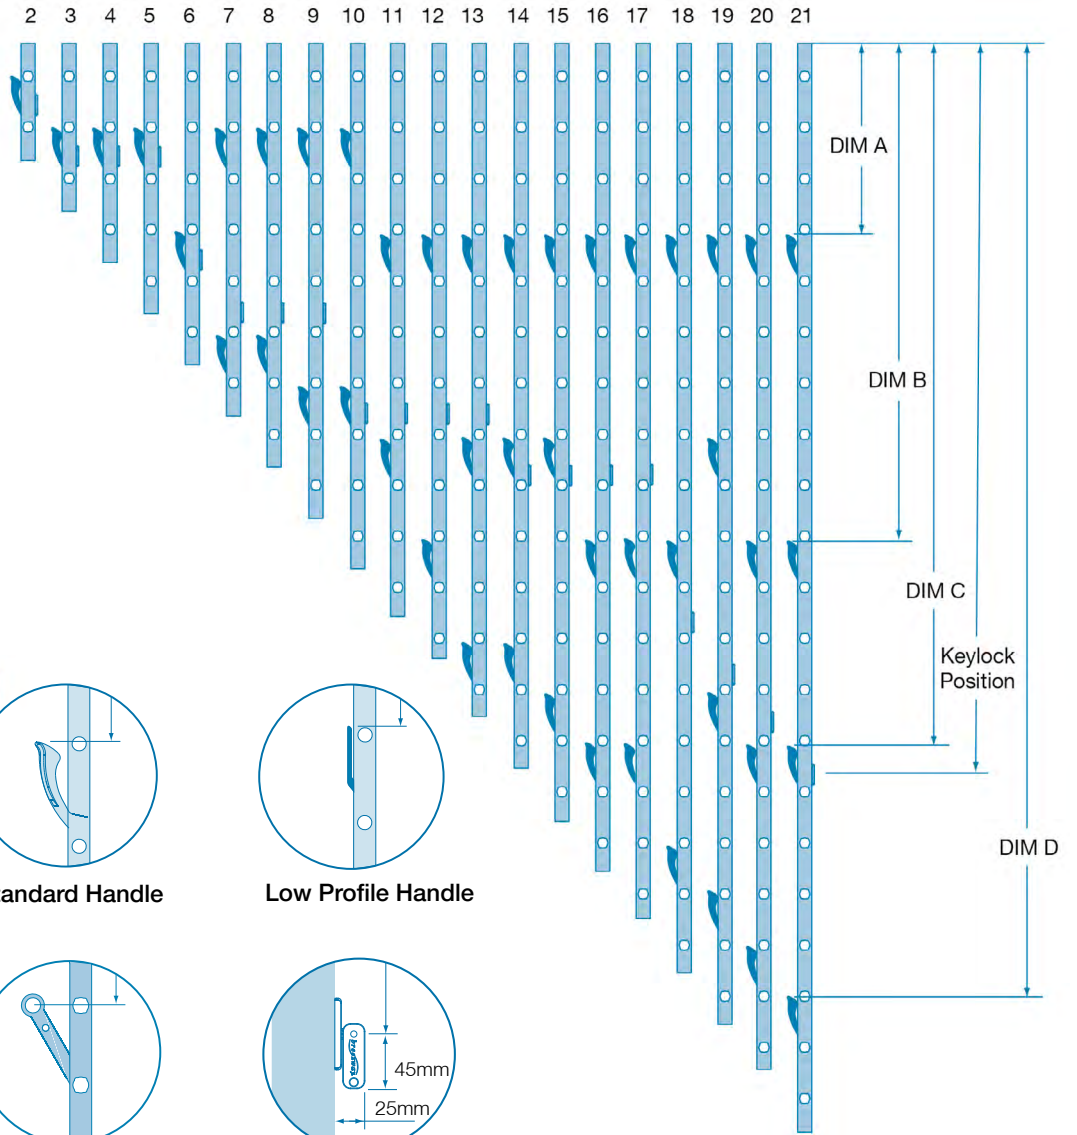 2 3 4 5 6 7 8 9 10 11 12 13 14 15 16 17 18 19 20 21
DIM A
DIM B
DIM C
Keylock
Position
DIM D
tandard Handle
Low Profile Handle
45mm
25mm